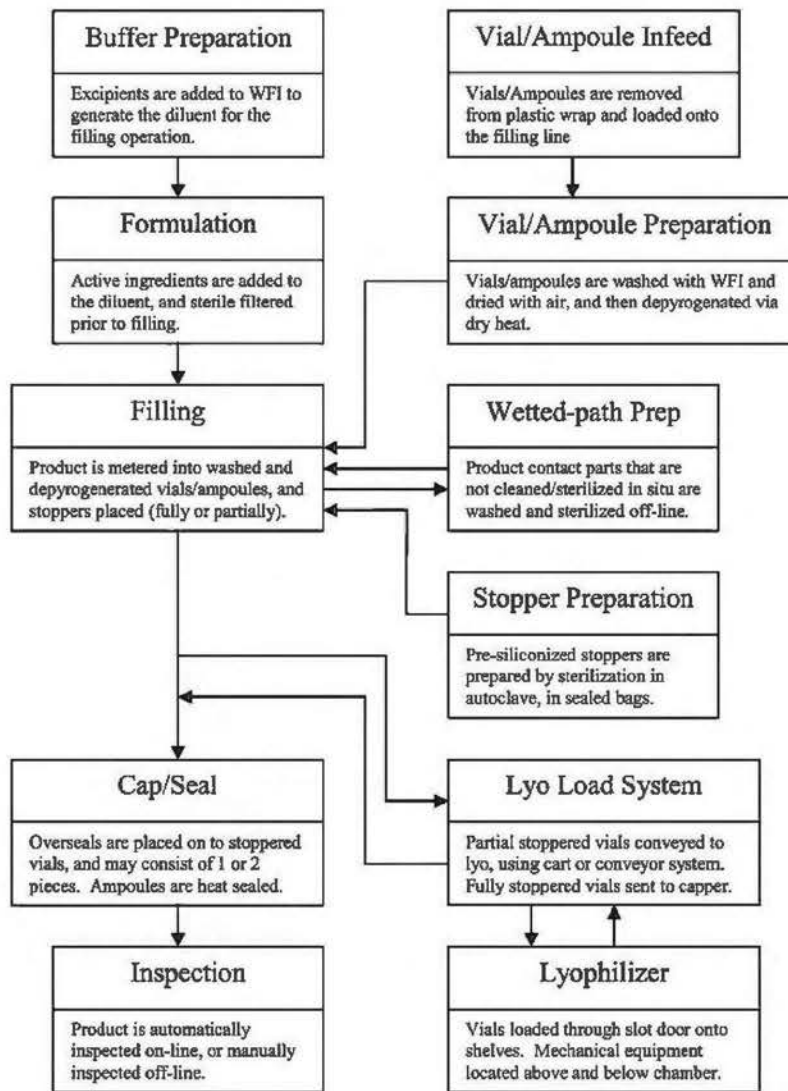 Buffer Preparation
Excipients are added to WFI to
generate the diluent for the
filling operation.
Vial/Ampoule Infeed
Vials/Ampoules are removed
from plastic wrap and loaded onto
the filling line
Formulation
Active ingredients are added to
the diluent, and sterile filtered
prior to filling.
Vial/Ampoule Preparation
Vials/ampoules are washed with WFI and
dried with air, and then depyrogenated via
dry heat.
Filling
Product is metered into washed and
depyrogenerated vials/ampoules, and
stoppers placed (fully or partially).
Wetted-path Prep
Product contact parts that are
not cleaned/sterilized in situ are
washed and sterilized off-line.
Stopper Preparation
Pre-siliconized stoppers are
prepared by sterilization in
autoclave, in sealed bags.
Cap/Seal
Overseals are placed on to stoppered
vials, and may consist of 1 or 2
pieces. Ampoules are heat sealed.
Lyo Load System
Partial stoppered vials conveyed to
lyo, using cart or conveyor system.
Fully stoppered vials sent to capper.
Inspection
Product is automatically
inspected on-line, or manually
inspected off-line.
Lyophilizer
Vials loaded through slot door onto
shelves. Mechanical equipment
located above and below chamber.